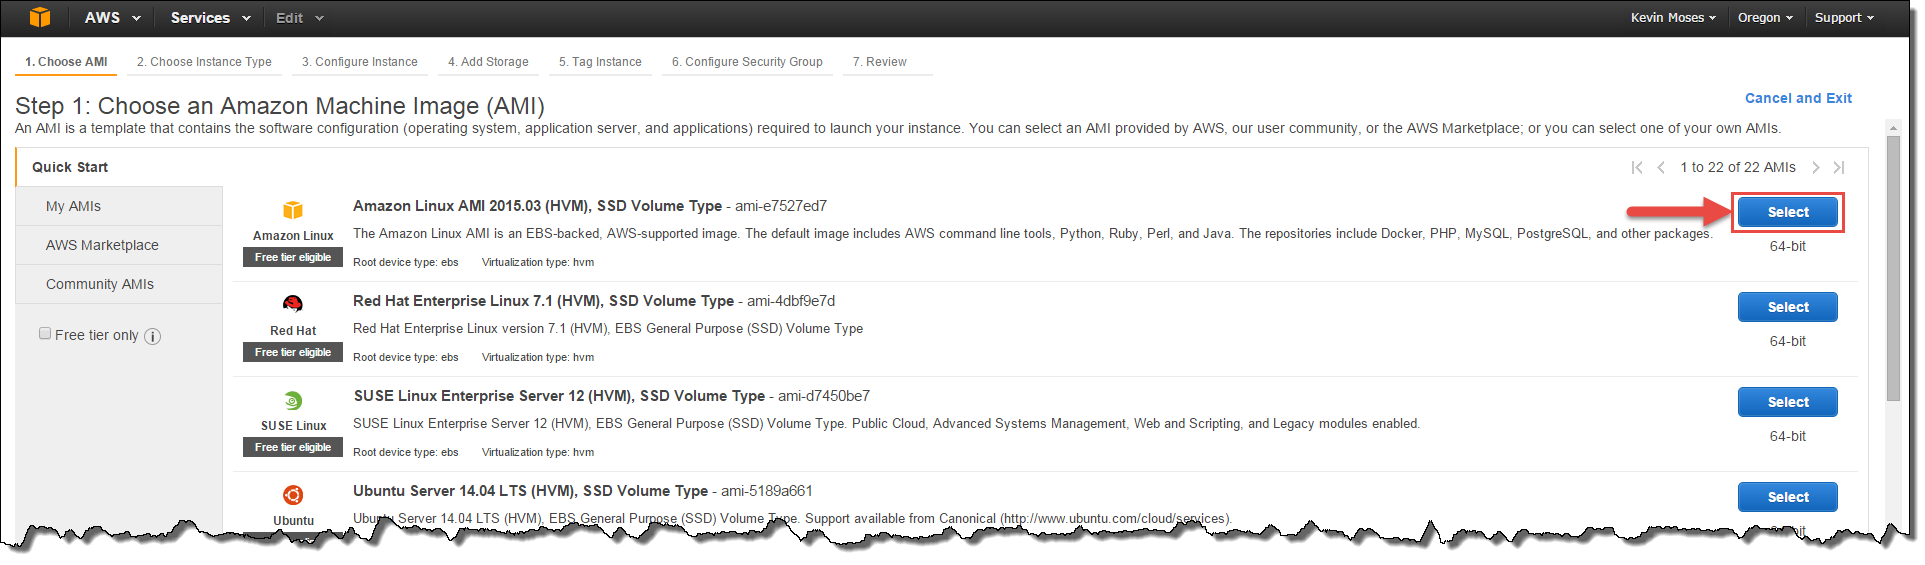 AWS Services Edit Kevin Moses Oregon Support
1. Choose AMI 2. Choose Instance Type 3. Configure Instance 4. Add Storage 5. Tag Instance 6. Configure Security Group 7. Review
Step 1: Choose an Amazon Machine Image (AMI)
Cancel and Exit
An AMI is a template that contains the software configuration (operating system, application server, and applications) required to launch your instance. You can select an AMI provided by AWS, our user community, or the AWS Marketplace; or you can select one of your own AMIs.
Quick Start
My AMIs
AWS Marketplace
Community AMIs
Free tier only
1 to 22 of 22 AMIs
Amazon Linux
Free tier eligible
Amazon Linux AMI 2015.03 (HVM), SSD Volume Type - ami-e7527ed7
The Amazon Linux AMI is an EBS-backed, AWS-supported image. The default image includes AWS command line tools, Python, Ruby, Perl, and Java. The repositories include Docker, PHP, MySQL, PostgreSQL, and other packages.
Root device type: ebs Virtualization type: hvm
Select
64-bit
Red Hat
Free tier eligible
Red Hat Enterprise Linux 7.1 (HVM), SSD Volume Type - ami-4dbf9e7d
Red Hat Enterprise Linux version 7.1 (HVM), EBS General Purpose (SSD) Volume Type
Root device type: ebs Virtualization type: hvm
Select
64-bit
SUSE Linux
Free tier eligible
SUSE Linux Enterprise Server 12 (HVM), SSD Volume Type - ami-d7450be7
SUSE Linux Enterprise Server 12 (HVM), EBS General Purpose (SSD) Volume Type. Public Cloud, Advanced Systems Management, Web and Scripting, and Legacy modules enabled.
Root device type: ebs Virtualization type: hvm
Select
64-bit
Ubuntu
Ubuntu Server 14.04 LTS (HVM), SSD Volume Type - ami-5189a661
Ubuntu Server 14.04 LTS (HVM), EBS General Purpose (SSD) Volume Type. Support available from Canonical (http://www.ubuntu.com/cloud/services).
Select